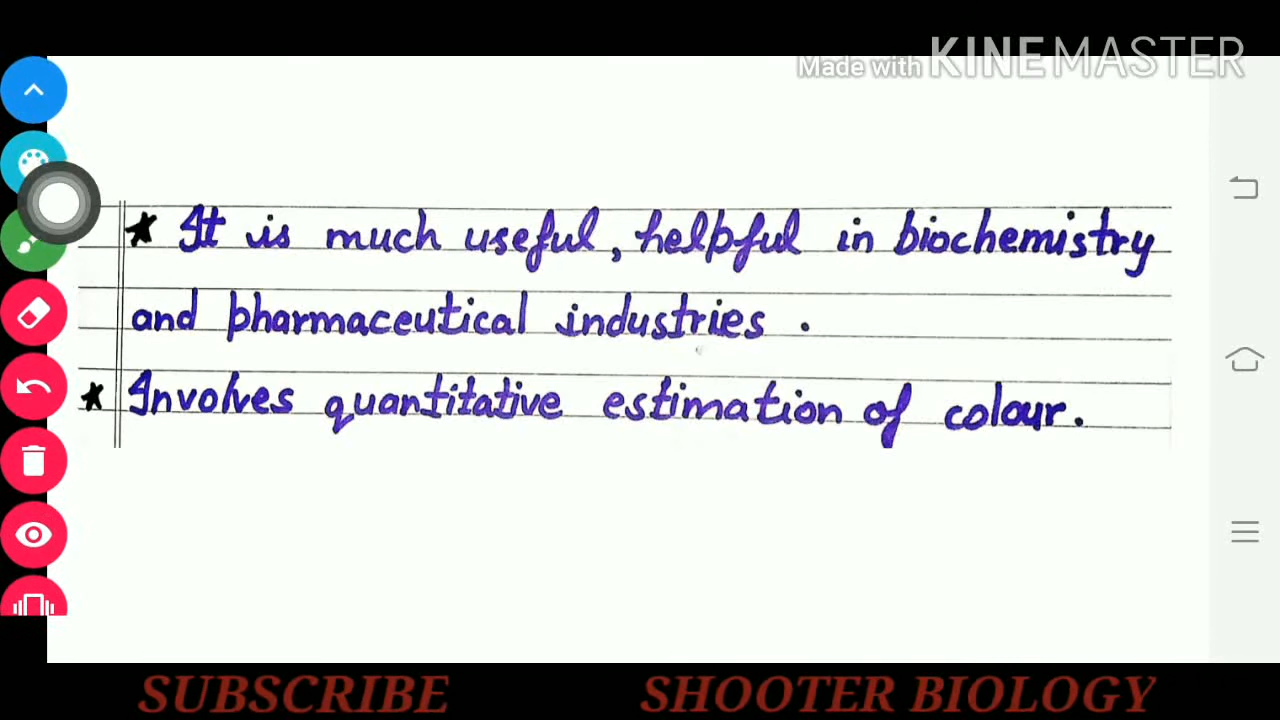 Made with KINEMASTER
★ It is much useful, helpful in biochemistry
and pharmaceutical industries.
★ Involves quantitative estimation of colour.
SUBSCRIBE SHOOTER BIOLOGY